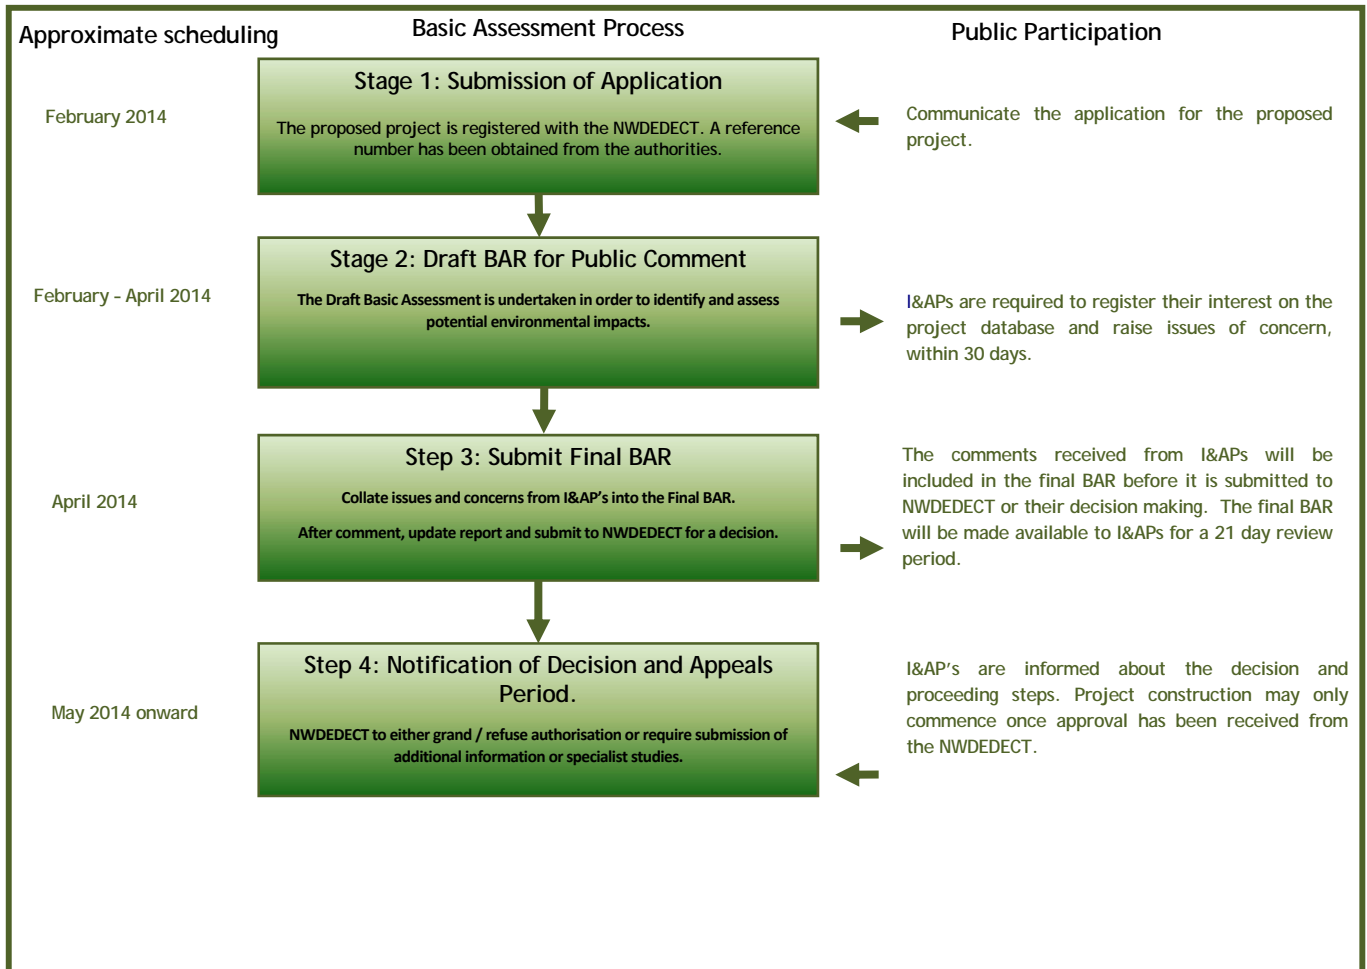 Approximate scheduling
Basic Assessment Process
Public Participation
Stage 1: Submission of Application
February 2014
The proposed project is registered with the NWDEDECT. A reference
number has been obtained from the authorities.
Communicate the application for the proposed
project.
Stage 2: Draft BAR for Public Comment
February - April 2014
The Draft Basic Assessment is undertaken in order to identify and assess
potential environmental impacts.
I&APs are required to register their interest on the
project database and raise issues of concern,
within 30 days.
Step 3: Submit Final BAR
April 2014
Collate issues and concerns from I&AP's into the Final BAR.
After comment, update report and submit to NWDEDECT for a decision.
The comments received from I&APs will be
included in the final BAR before it is submitted to
NWDEDECT or their decision making. The final BAR
will be made available to I&APs for a 21 day review
period.
Step 4: Notification of Decision and Appeals
Period.
May 2014 onward
NWDEDECT to either grand / refuse authorisation or require submission of
additional information or specialist studies.
I&AP's are informed about the decision and
proceeding steps. Project construction may only
commence once approval has been received from
the NWDEDECT.